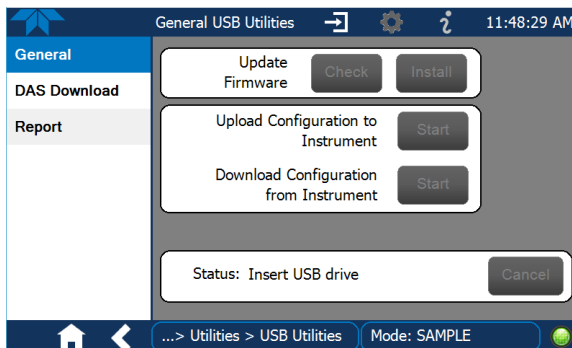 General USB Utilities 11:48:29 AM
General
DAS Download
Report
Update
Firmware
Check
Install
Upload Configuration to
Instrument
Start
Download Configuration
from Instrument
Start
Status: Insert USB drive
Cancel
...> Utilities > USB Utilities
Mode: SAMPLE